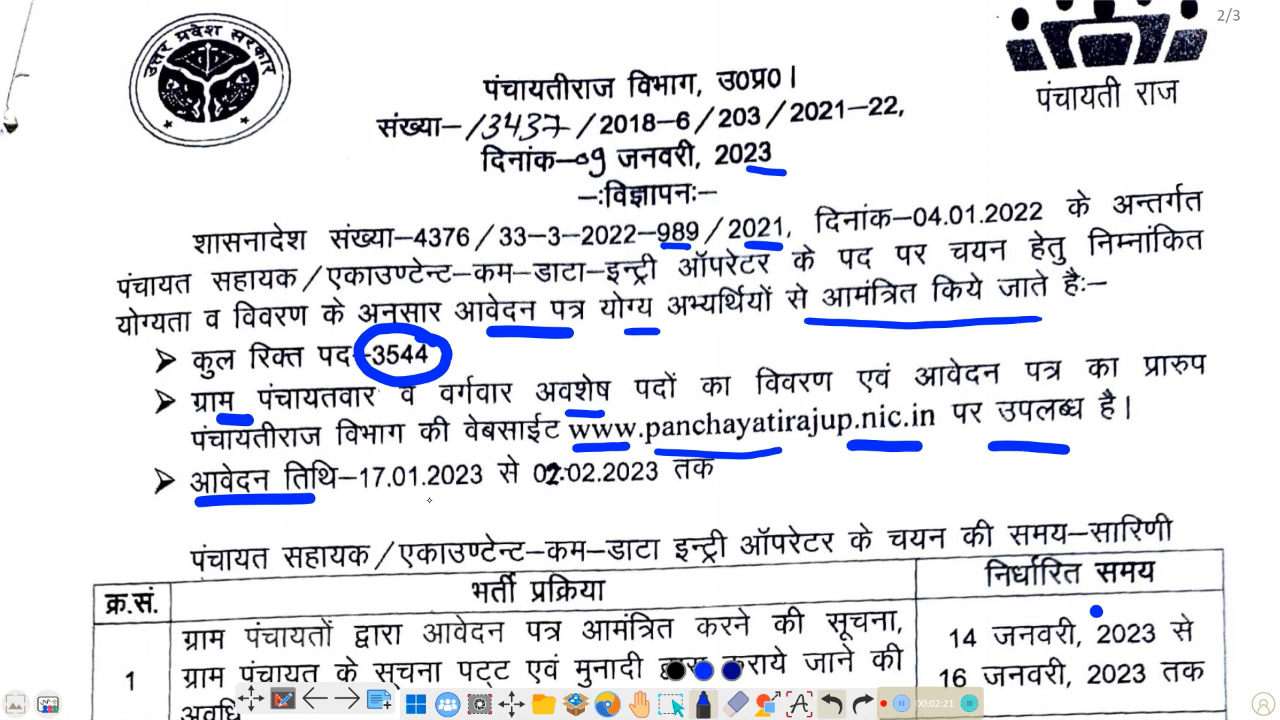 2/3
उत्तर प्रदेश सरकार
पंचायती राज
पंचायतीराज विभाग, उ0प्र0।
संख्या-/3437/2018-6/203/2021-22,
दिनांक-09 जनवरी, 2023
-:विज्ञापन:-
शासनादेश संख्या-4376/33-3-2022-989/2021, दिनांक-04.01.2022 के अन्तर्गत
पंचायत सहायक/एकाउण्टेन्ट-कम-डाटा-इन्ट्री ऑपरेटर के पद पर चयन हेतु निम्नांकित
योग्यता व विवरण के अनुसार आवेदन पत्र योग्य अभ्यर्थियों से आमंत्रित किये जाते हैः-
➢ कुल रिक्त पद-3544
➢ ग्राम पंचायतवार व वर्गवार अवशेष पदों का विवरण एवं आवेदन पत्र का प्रारुप
पंचायतीराज विभाग की वेबसाईट www.panchayatirajup.nic.in पर उपलब्ध है।
➢ आवेदन तिथि-17.01.2023 से 02.02.2023 तक
पंचायत सहायक/एकाउण्टेन्ट-कम-डाटा इन्ट्री ऑपरेटर के चयन की समय-सारिणी
क्र.सं. भर्ती प्रक्रिया निर्धारित समय
1 ग्राम पंचायतों द्वारा आवेदन पत्र आमंत्रित करने की सूचना, 14 जनवरी, 2023 से
ग्राम पंचायत के सूचना पट्ट एवं मुनादी द्वारा कराये जाने की 16 जनवरी, 2023 तक
अवधि
00:02:21